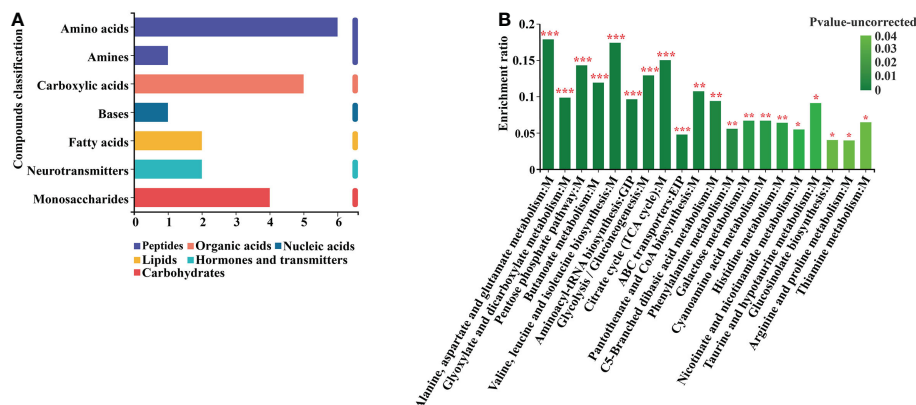 A
Compounds classification
Amino acids
Amines
Carboxylic acids
Bases
Fatty acids
Neurotransmitters
Monosaccharides
0 1 2 3 4 5 6
Peptides Organic acids Nucleic acids
Lipids Hormones and transmitters
Carbohydrates
B
Enrichment ratio
0.2
0.15
0.1
0.05
0
***
***
***
***
***
***
***
***
***
**
**
**
**
**
**
*
*
*
*
*
Pvalue-uncorrected
0.04
0.03
0.02
0.01
0
Alanine, aspartate and glutamate metabolism:M
Glyoxylate and dicarboxylate metabolism:M
Pentose phosphate pathway:M
Butanoate metabolism:M
Valine, leucine and isoleucine biosynthesis:M
Aminoacyl-tRNA biosynthesis:GIP
Glycolysis / Gluconeogenesis:M
Citrate cycle (TCA cycle):M
ABC transporters:EIP
Pantothenate and CoA biosynthesis:M
C5-Branched dibasic acid metabolism:M
Phenylalanine metabolism:M
Galactose metabolism:M
Cyanoamino acid metabolism:M
Histidine metabolism:M
Nicotinate and nicotinamide metabolism:M
Taurine and hypotaurine metabolism:M
Glucosinolate biosynthesis:M
Arginine and proline metabolism:M
Thiamine metabolism:M